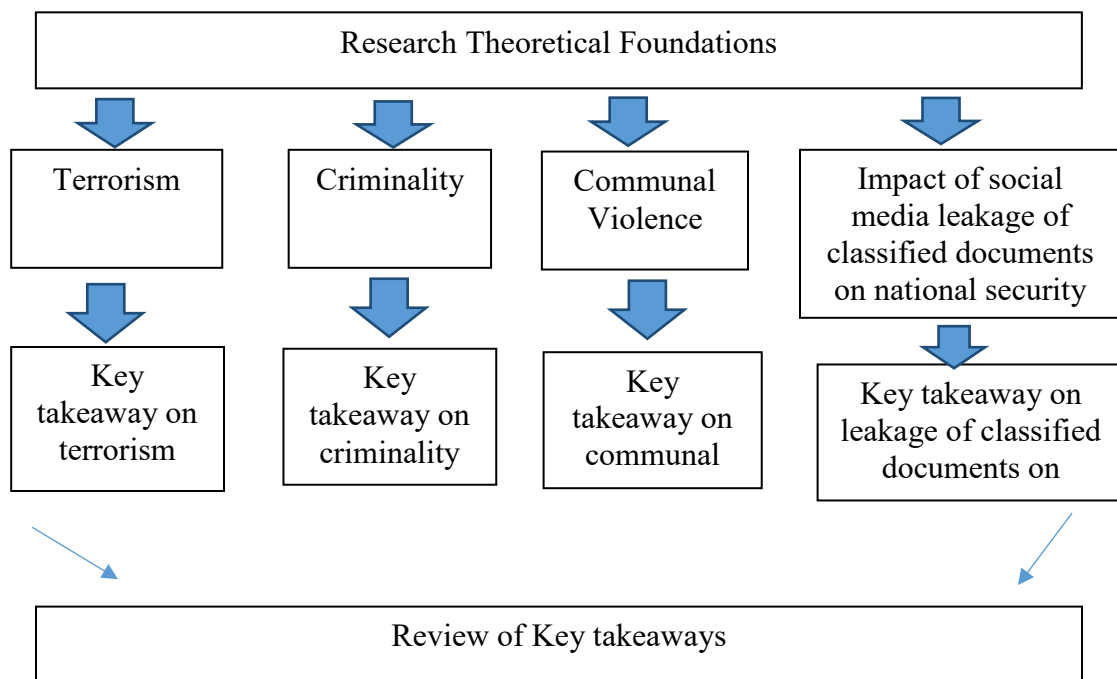 Research Theoretical Foundations
Terrorism
Criminality
Communal
Violence
Impact of social
media leakage of
classified documents
on national security
Key
takeaway on
terrorism
Key
takeaway on
criminality
Key
takeaway on
communal
Key takeaway on
leakage of classified
documents on
Review of Key takeaways